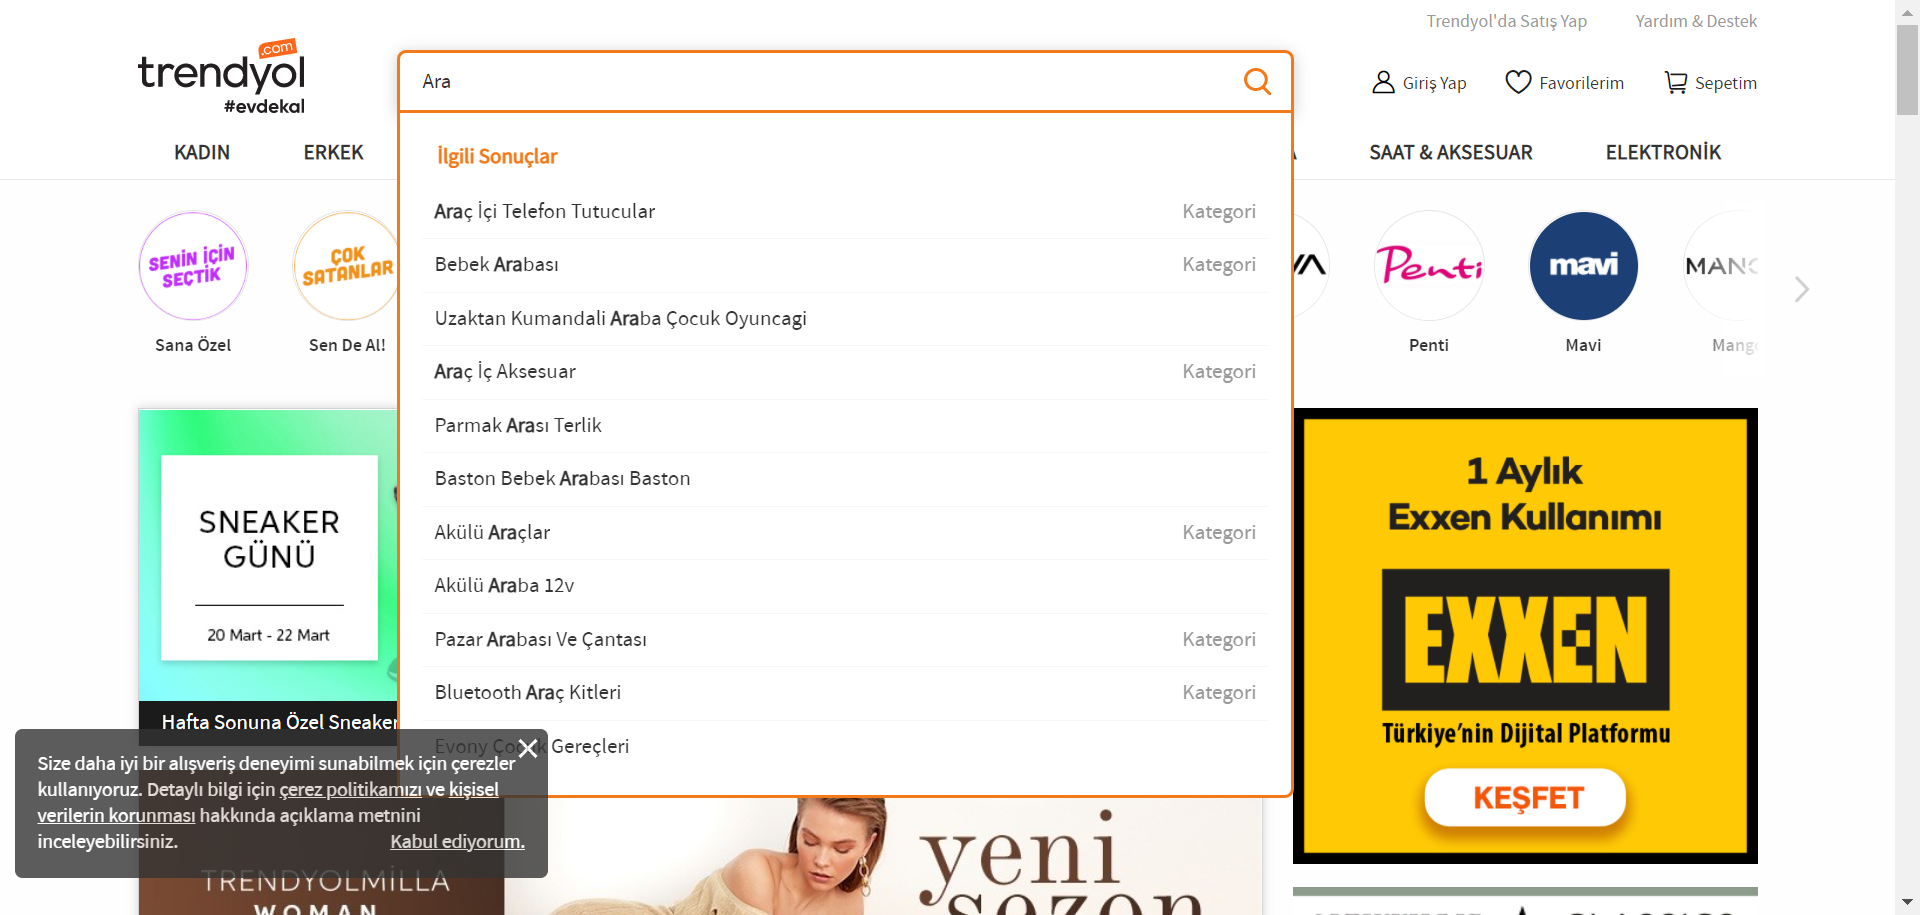 Trendyol'da Satış Yap
Yardım & Destek
trendyol
.com
#evdekal
Ara
Giriş Yap
Favorilerim
Sepetim
KADIN
ERKEK
SAAT & AKSESUAR
ELEKTRONİK
İlgili Sonuçlar
Araç İçi Telefon Tutucular
Kategori
Bebek Arabası
Kategori
Uzaktan Kumandali Araba Çocuk Oyuncagi
Araç İç Aksesuar
Kategori
Parmak Arası Terlik
Baston Bebek Arabası Baston
Akülü Araçlar
Kategori
Akülü Araba 12v
Pazar Arabası Ve Çantası
Kategori
Bluetooth Araç Kitleri
Kategori
Evony Çocuk Gereçleri
SENİN İÇİN
SEÇTİK
Sana Özel
ÇOK
SATANLAR
Sen De Al!
Penti
Penti
mavi
Mavi
MANG
Mango
SNEAKER
GÜNÜ
20 Mart - 22 Mart
Hafta Sonuna Özel Sneaker
1 Aylık
Exxen Kullanımı
EXXEN
Türkiye'nin Dijital Platformu
KEŞFET
Size daha iyi bir alışveriş deneyimi sunabilmek için çerezler
kullanıyoruz. Detaylı bilgi için çerez politikamızı ve kişisel
verilerin korunması hakkında açıklama metnini
inceleyebilirsiniz.
Kabul ediyorum.
TRENDYOLMİLLA
WOMAN
yeni
sezon